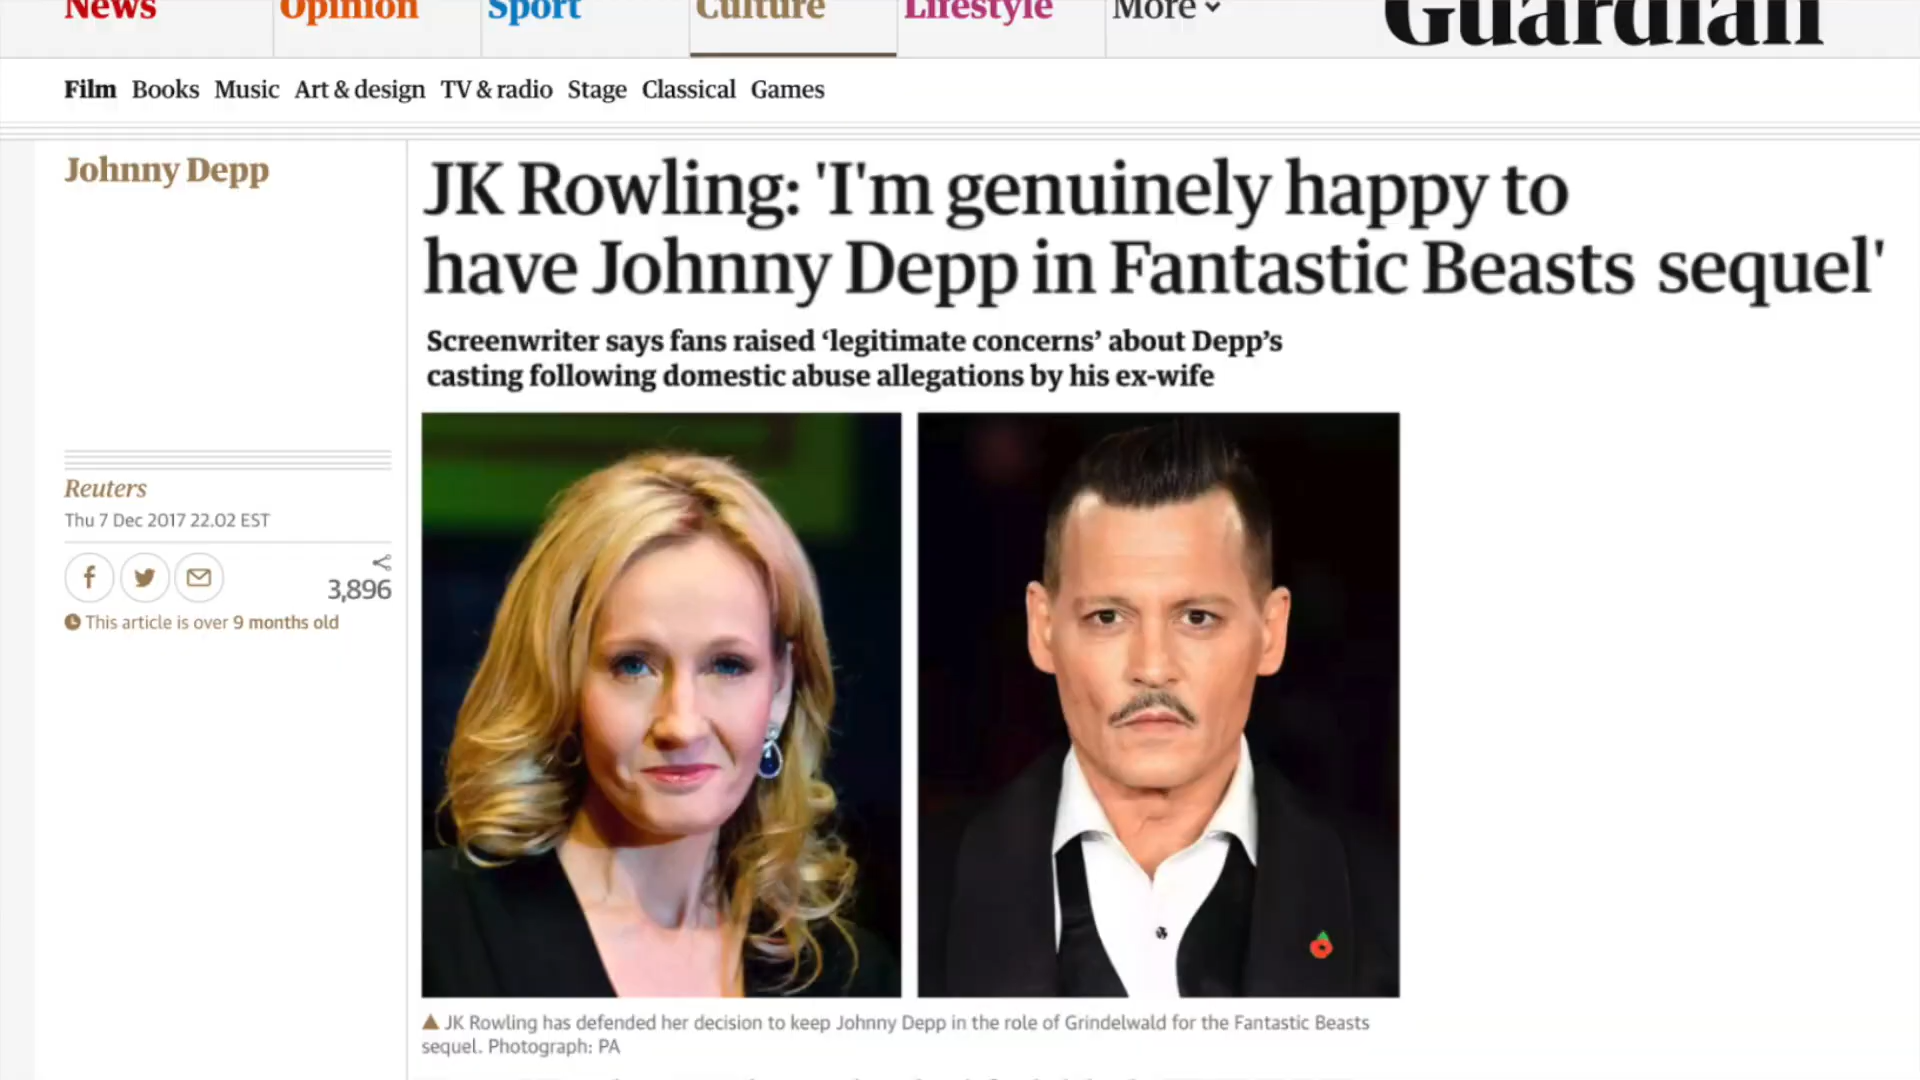 News Opinion Sport Culture Lifestyle More
Guardian
Film Books Music Art & design TV & radio Stage Classical Games
Johnny Depp
JK Rowling: 'I'm genuinely happy to
have Johnny Depp in Fantastic Beasts sequel'
Screenwriter says fans raised ‘legitimate concerns’ about Depp’s
casting following domestic abuse allegations by his ex-wife
Reuters
Thu 7 Dec 2017 22.02 EST
3,896
This article is over 9 months old
JK Rowling has defended her decision to keep Johnny Depp in the role of Grindelwald for the Fantastic Beasts
sequel. Photograph: PA